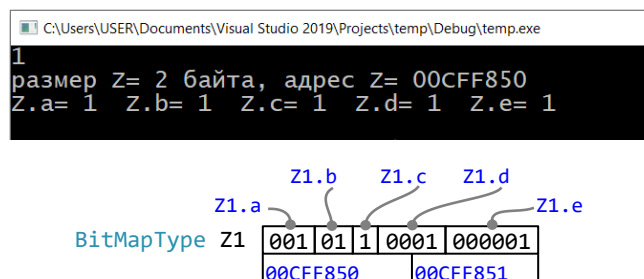 C:\Users\USER\Documents\Visual Studio 2019\Projects\temp\Debug\temp.exe
1
размер Z= 2 байта, адрес Z= 00CFF850
Z.a= 1 Z.b= 1 Z.c= 1 Z.d= 1 Z.e= 1
Z1.b Z1.c Z1.d
Z1.a Z1.e
BitMapType Z1 001 01 1 0001 000001
00CFF850 00CFF851